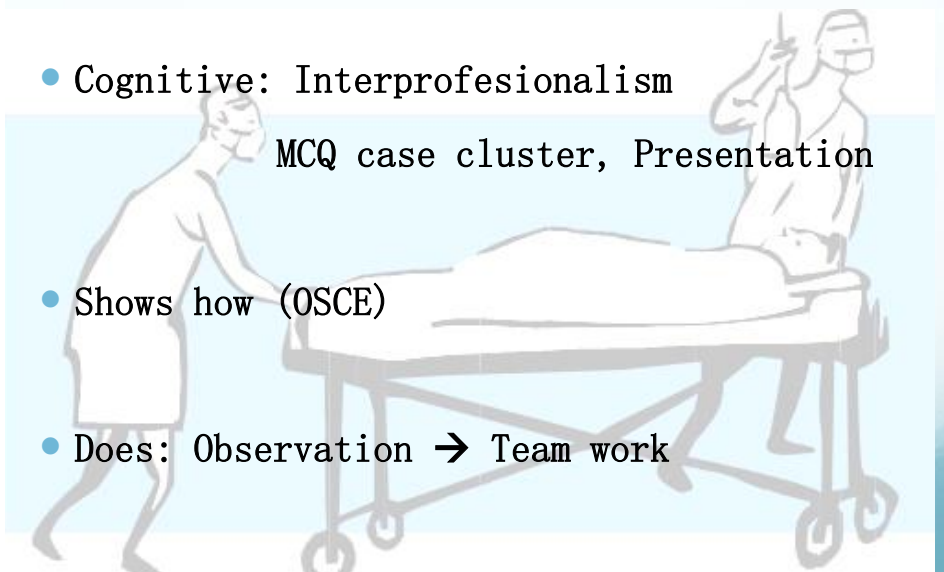 • Cognitive: Interprofesionalism
MCQ case cluster, Presentation
• Shows how (OSCE)
• Does: Observation → Team work